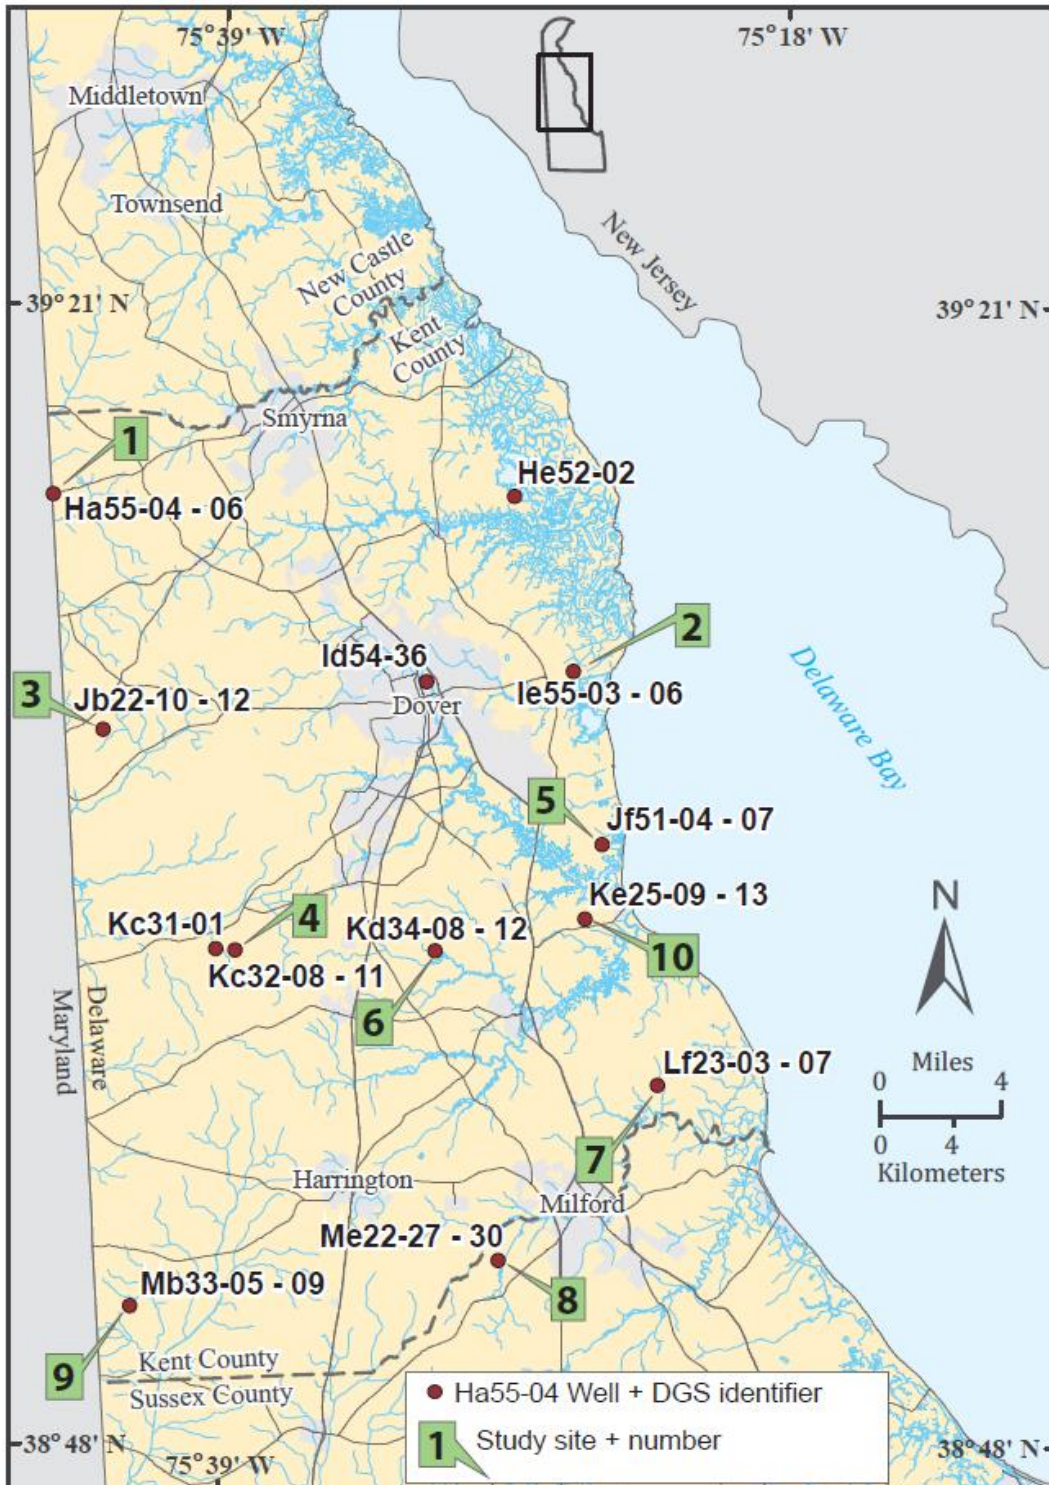 75°39' W
75°18' W
Middletown
Townsend
New Jersey
New Castle
County
39°21' N
39°21' N
Kent
County
Smyrna
1
He52-02
Ha55-04 - 06
2
Id54-36
Ie55-03 - 06
3
Jb22-10 - 12
Dover
Delaware Bay
5
Jf51-04 - 07
Ke25-09 - 13
N
Kc31-01
4
Kd34-08 - 12
10
Kc32-08 - 11
6
Delaware
Maryland
Miles
0 4
0 4
Kilometers
Lf23-03 - 07
7
Harrington
Milford
Me22-27 - 30
8
Mb33-05 - 09
9
Kent County
Sussex County
Ha55-04 Well + DGS identifier
1 Study site + number
38°48' N
38°48' N
75°39' W